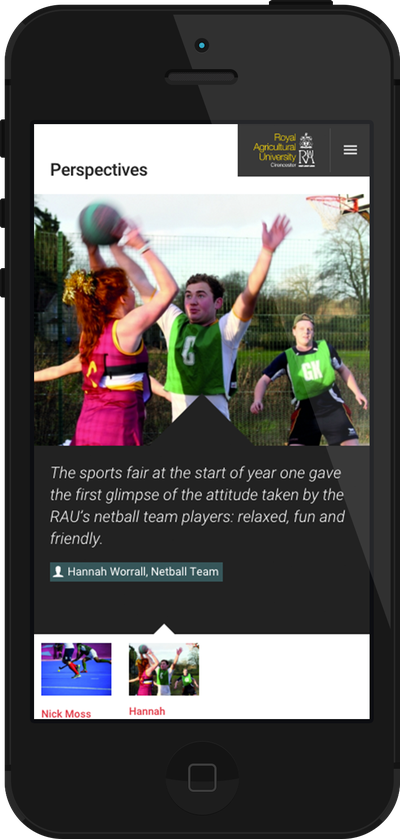 Royal
Agricultural
University
Cirencester
RAU
Perspectives
G
GK
The sports fair at the start of year one gave
the first glimpse of the attitude taken by the
RAU's netball team players: relaxed, fun and
friendly.
Hannah Worrall, Netball Team
Nick Moss
Hannah